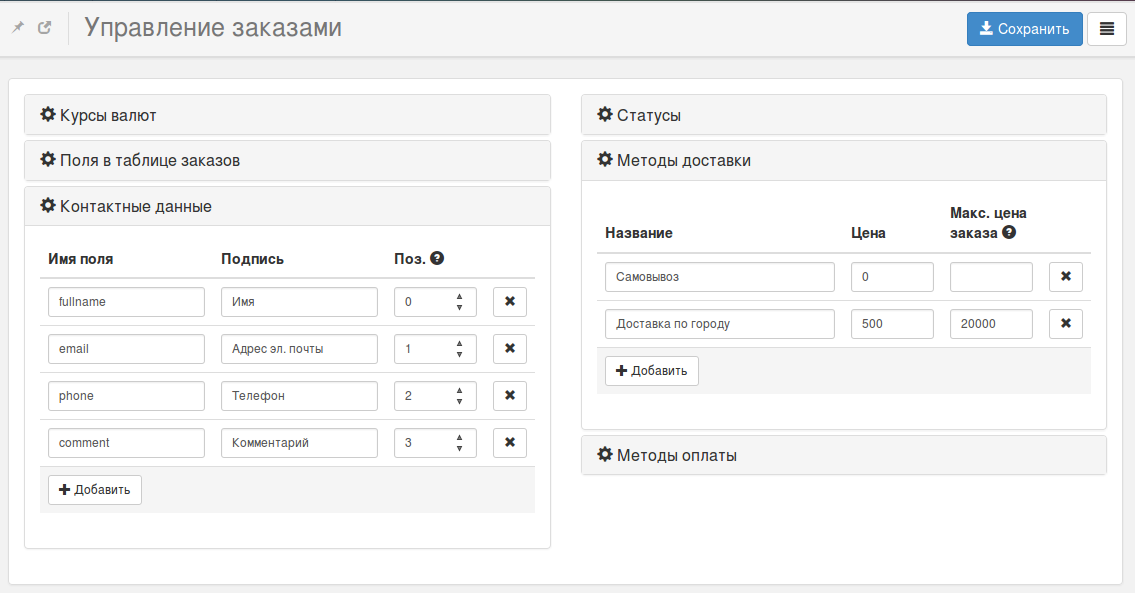 Управление заказами
Сохранить
Курсы валют
Поля в таблице заказов
Контактные данные
Имя поля Подпись Поз.
fullname Имя 0
email Адрес эл. почты 1
phone Телефон 2
comment Комментарий 3
Добавить
Статусы
Методы доставки
Макс. цена
Название Цена заказа
Самовывоз 0
Доставка по городу 500 20000
Добавить
Методы оплаты